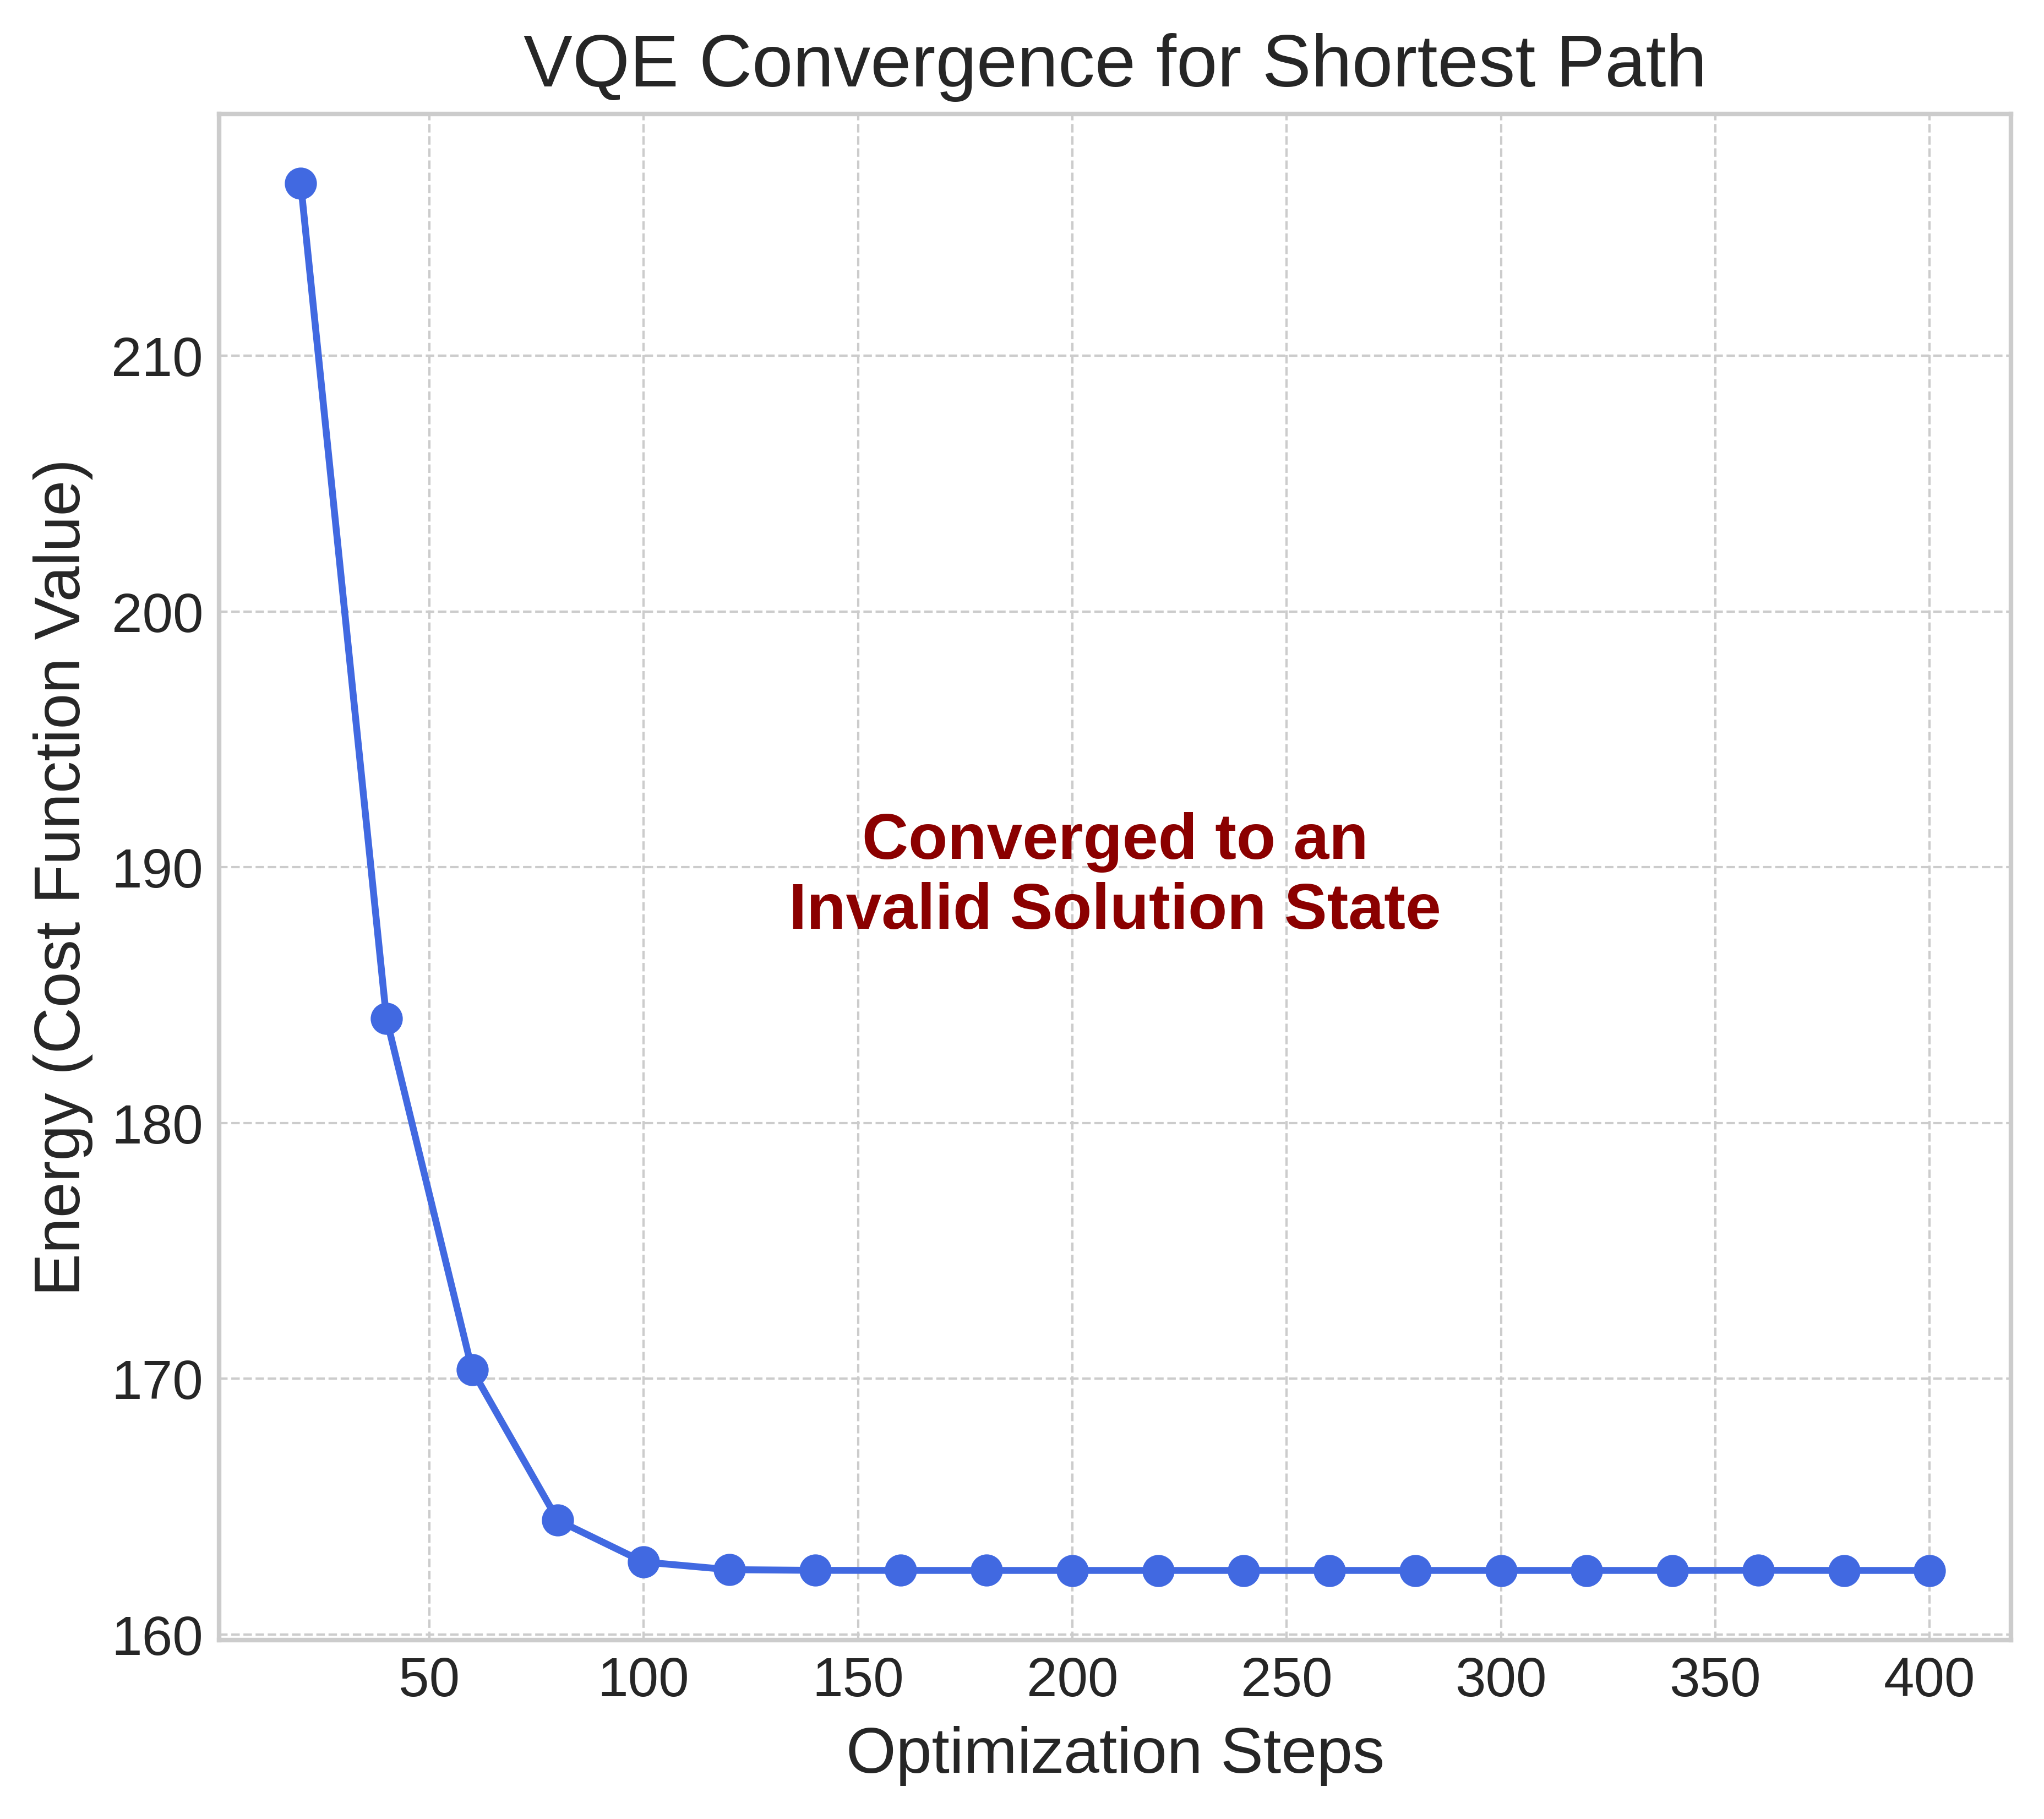 VQE Convergence for Shortest Path
Energy (Cost Function Value)
210
200
190
180
170
160
Converged to an
Invalid Solution State
50 100 150 200 250 300 350 400
Optimization Steps